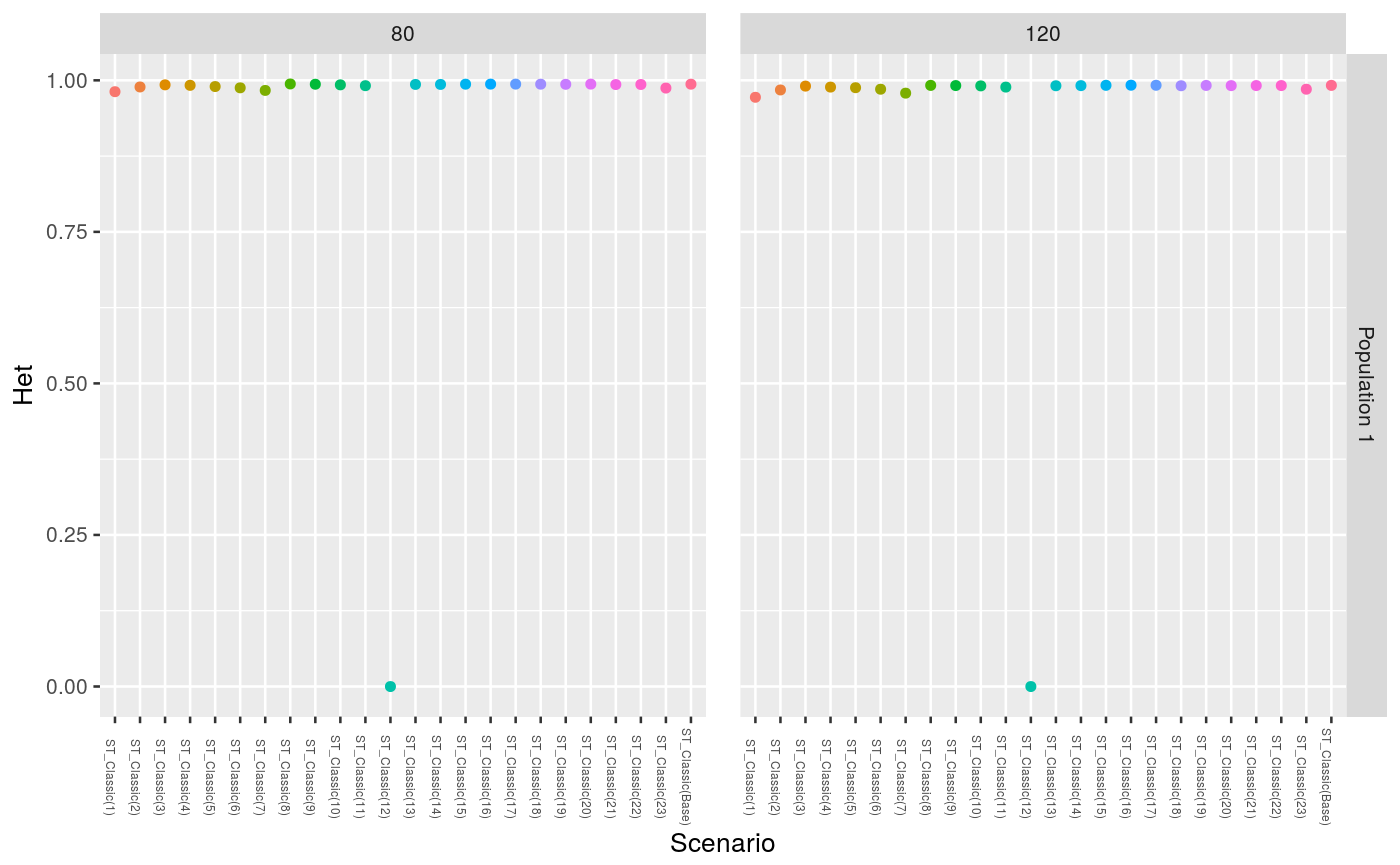 80
120
1.00
0.75
0.50
0.25
0.00
Het
Population 1
ST_Classic(1)
ST_Classic(2)
ST_Classic(3)
ST_Classic(4)
ST_Classic(5)
ST_Classic(6)
ST_Classic(7)
ST_Classic(8)
ST_Classic(9)
ST_Classic(10)
ST_Classic(11)
ST_Classic(12)
ST_Classic(13)
ST_Classic(14)
ST_Classic(15)
ST_Classic(16)
ST_Classic(17)
ST_Classic(18)
ST_Classic(19)
ST_Classic(20)
ST_Classic(21)
ST_Classic(22)
ST_Classic(23)
ST_Classic(Base)
ST_Classic(1)
ST_Classic(2)
ST_Classic(3)
ST_Classic(4)
ST_Classic(5)
ST_Classic(6)
ST_Classic(7)
ST_Classic(8)
ST_Classic(9)
ST_Classic(10)
ST_Classic(11)
ST_Classic(12)
ST_Classic(13)
ST_Classic(14)
ST_Classic(15)
ST_Classic(16)
ST_Classic(17)
ST_Classic(18)
ST_Classic(19)
ST_Classic(20)
ST_Classic(21)
ST_Classic(22)
ST_Classic(23)
ST_Classic(Base)
Scenario